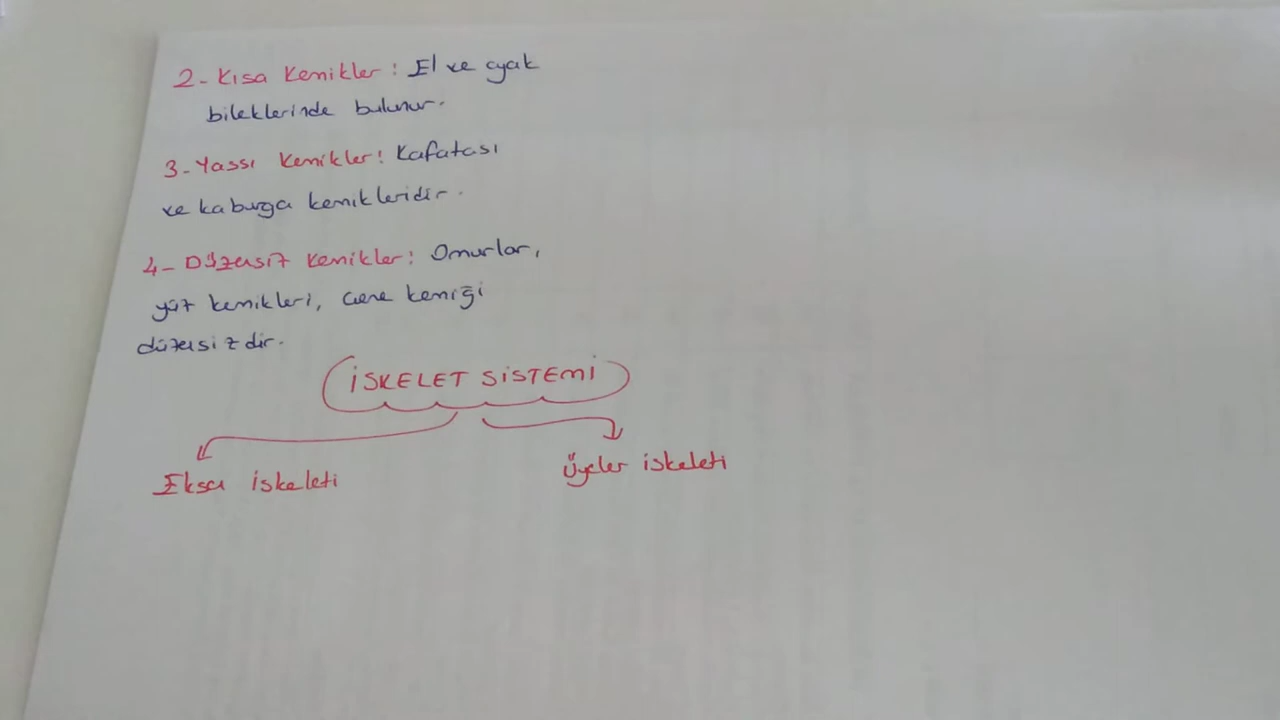 2- Kısa Kemikler: El ve ayak
bileklerinde bulunur.
3- Yassı Kemikler: Kafatası
ve kaburga kemikleridir.
4- Düzensiz Kemikler: Omurlar,
yüz kemikleri, çene kemiği
düzensizdir.
İSKELET SİSTEMİ
Eksen iskeleti
Üyeler iskeleti